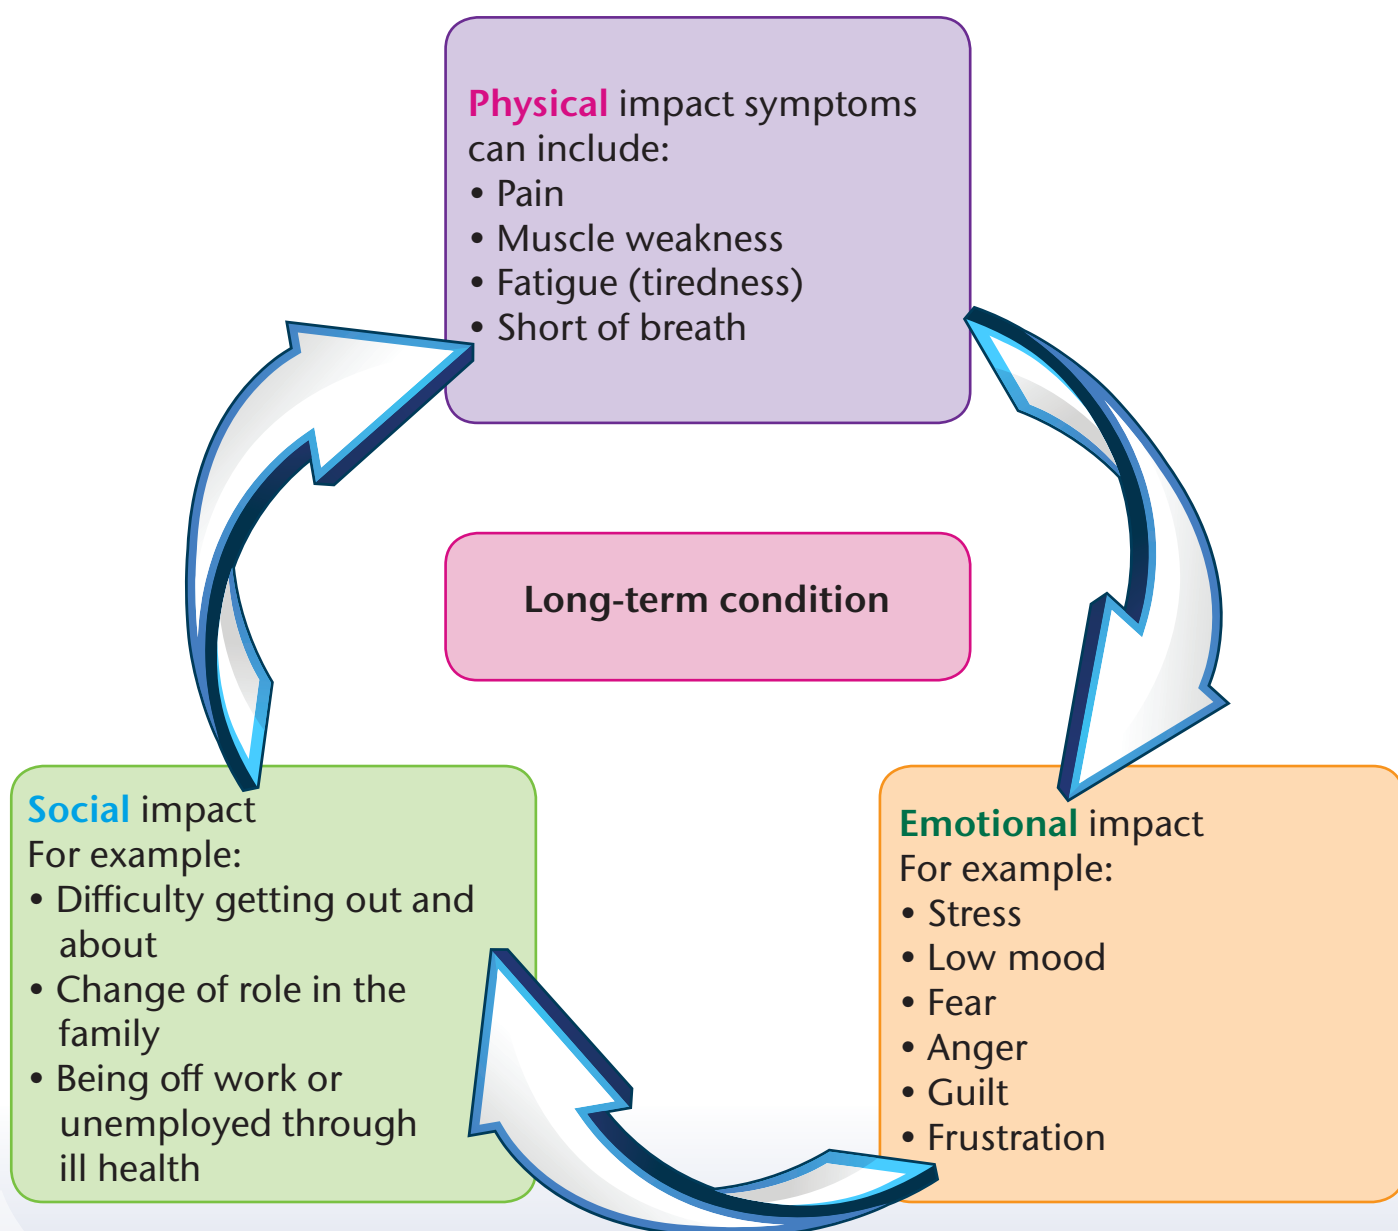 Physical impact symptoms
can include:
• Pain
• Muscle weakness
• Fatigue (tiredness)
• Short of breath
Long-term condition
Social impact
For example:
• Difficulty getting out and
about
• Change of role in the
family
• Being off work or
unemployed through
ill health
Emotional impact
For example:
• Stress
• Low mood
• Fear
• Anger
• Guilt
• Frustration